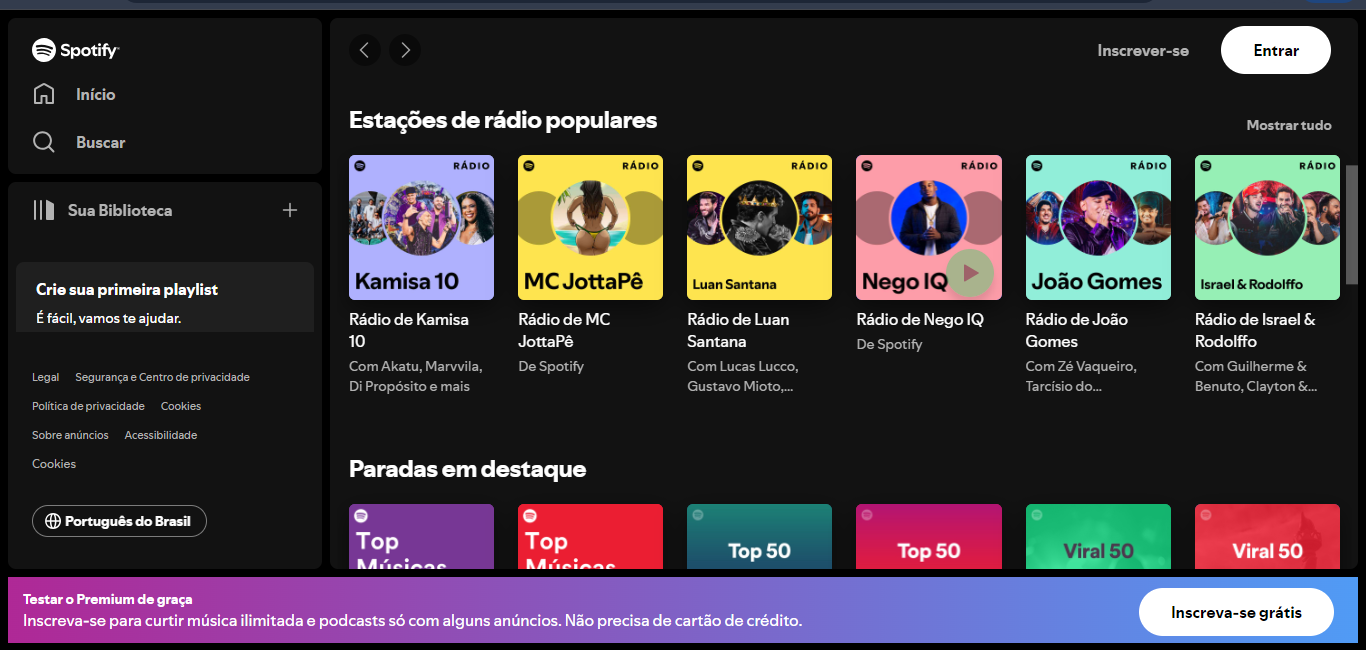 Spotify
Início
Buscar
Sua Biblioteca
Crie sua primeira playlist
É fácil, vamos te ajudar.
Legal Segurança e Centro de privacidade
Política de privacidade Cookies
Sobre anúncios Acessibilidade
Cookies
Português do Brasil
Inscrever-se Entrar
Estações de rádio populares
Mostrar tudo
RÁDIO
Kamisa 10
Rádio de Kamisa
10
Com Akatu, Marvvila,
Di Propósito e mais
RÁDIO
MC JottaPê
Rádio de MC
JottaPê
De Spotify
RÁDIO
Luan Santana
Rádio de Luan
Santana
Com Lucas Lucco,
Gustavo Mioto,...
RÁDIO
Nego IQ
Rádio de Nego IQ
De Spotify
RÁDIO
João Gomes
Rádio de João
Gomes
Com Zé Vaqueiro,
Tarcísio do...
RÁDIO
Israel & Rodolffo
Rádio de Israel &
Rodolffo
Com Guilherme &
Benuto, Clayton &...
Paradas em destaque
Top
Músicas
Top
Músicas
Top 50
Top 50
Viral 50
Viral 50
Testar o Premium de graça
Inscreva-se para curtir música ilimitada e podcasts só com alguns anúncios. Não precisa de cartão de crédito.
Inscreva-se grátis